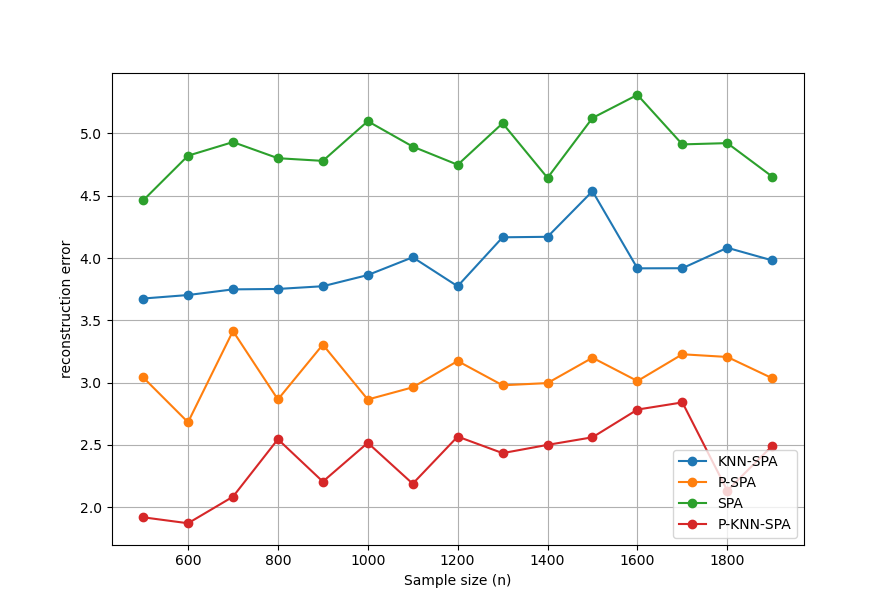 reconstruction error
5.0
4.5
4.0
3.5
3.0
2.5
2.0
600 800 1000 1200 1400 1600 1800
Sample size (n)
KNN-SPA
P-SPA
SPA
P-KNN-SPA